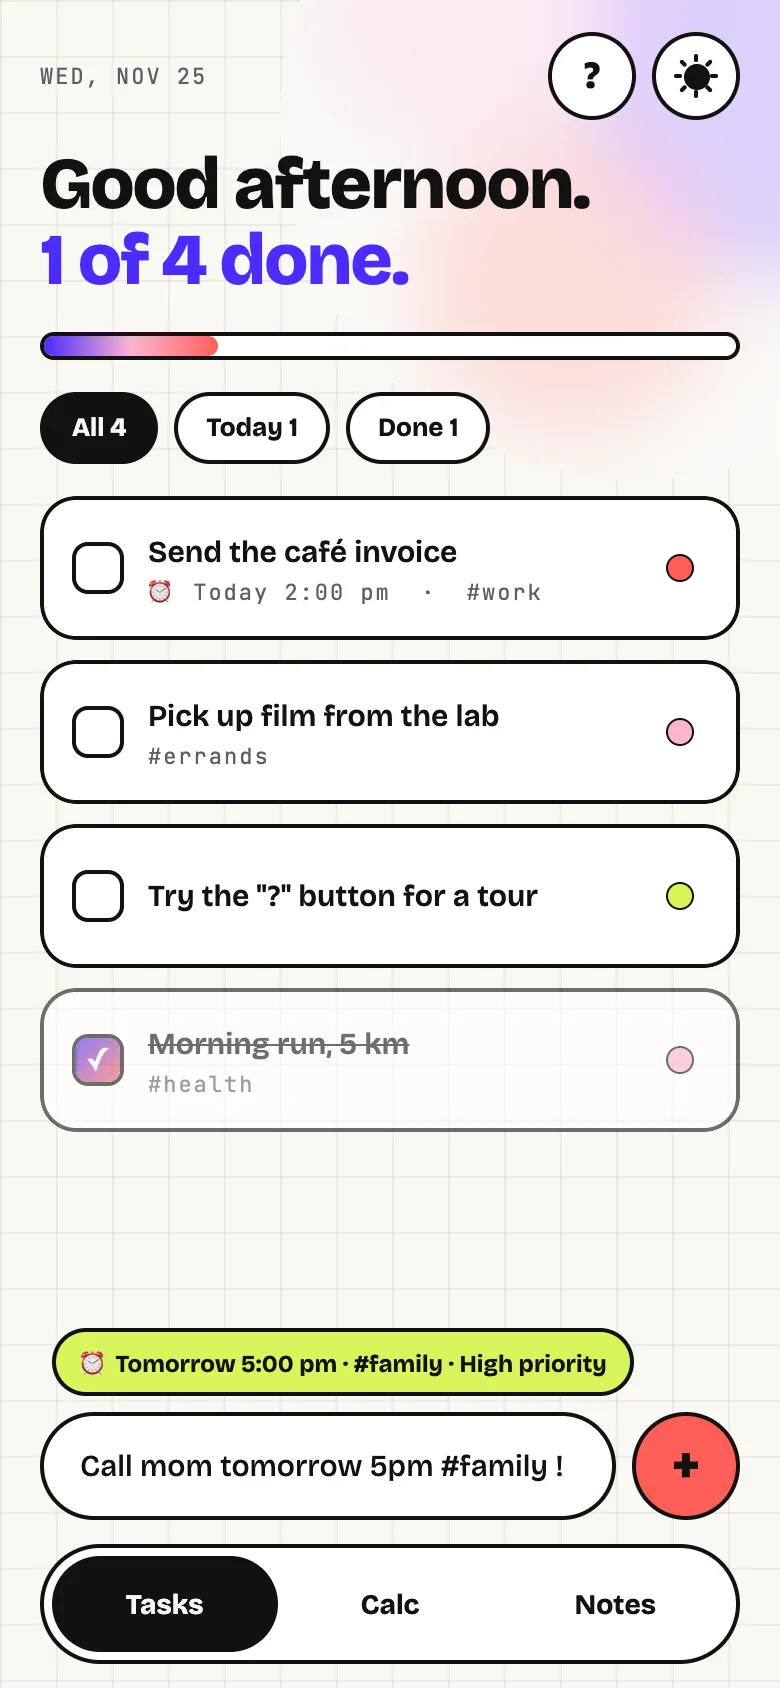 WED, NOV 25
?
Good afternoon.
1 of 4 done.
All 4
Today 1
Done 1
Send the café invoice
⏰ Today 2:00 pm · #work
Pick up film from the lab
#errands
Try the "?" button for a tour
Morning run, 5 km
#health
⏰ Tomorrow 5:00 pm · #family · High priority
Call mom tomorrow 5pm #family !
+
Tasks
Calc
Notes